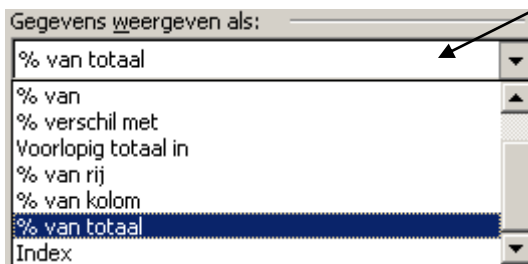 Gegevens weergeven als:
% van totaal
% van
% verschil met
Voorlopig totaal in
% van rij
% van kolom
% van totaal
Index